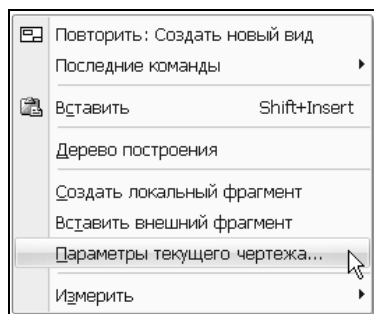 Повторить: Создать новый вид
Последние команды
Вставить Shift+Insert
Дерево построения
Создать локальный фрагмент
Вставить внешний фрагмент
Параметры текущего чертежа...
Измерить